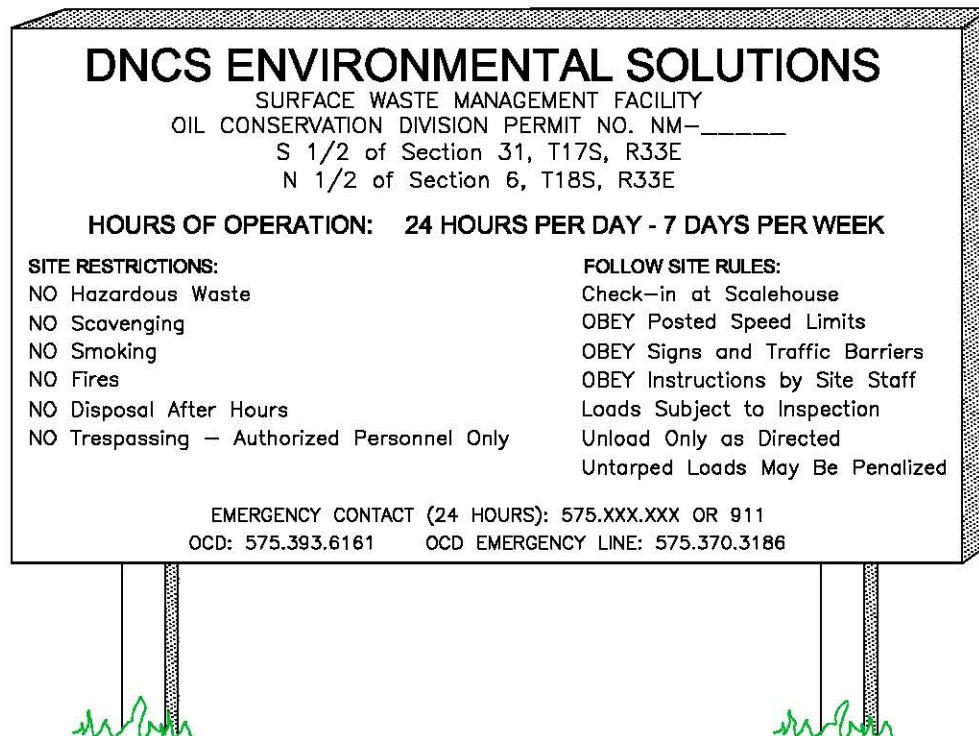 DNCS ENVIRONMENTAL SOLUTIONS
SURFACE WASTE MANAGEMENT FACILITY
OIL CONSERVATION DIVISION PERMIT NO. NM-_____
S 1/2 of Section 31, T17S, R33E
N 1/2 of Section 6, T18S, R33E
HOURS OF OPERATION: 24 HOURS PER DAY - 7 DAYS PER WEEK
SITE RESTRICTIONS:
NO Hazardous Waste
NO Scavenging
NO Smoking
NO Fires
NO Disposal After Hours
NO Trespassing – Authorized Personnel Only
FOLLOW SITE RULES:
Check-in at Scalehouse
OBEY Posted Speed Limits
OBEY Signs and Traffic Barriers
OBEY Instructions by Site Staff
Loads Subject to Inspection
Unload Only as Directed
Untarped Loads May Be Penalized
EMERGENCY CONTACT (24 HOURS): 575.XXX.XXX OR 911
OCD: 575.393.6161 OCD EMERGENCY LINE: 575.370.3186